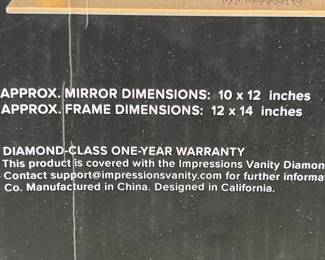 IMPRESSIONS
APPROX. MIRROR DIMENSIONS: 10 x 12 inches
APPROX. FRAME DIMENSIONS: 12 x 14 inches
DIAMOND-CLASS ONE-YEAR WARRANTY
This product is covered with the Impressions Vanity Diamon
Contact support@impressionsvanity.com for further informa
Co. Manufactured in China. Designed in California.